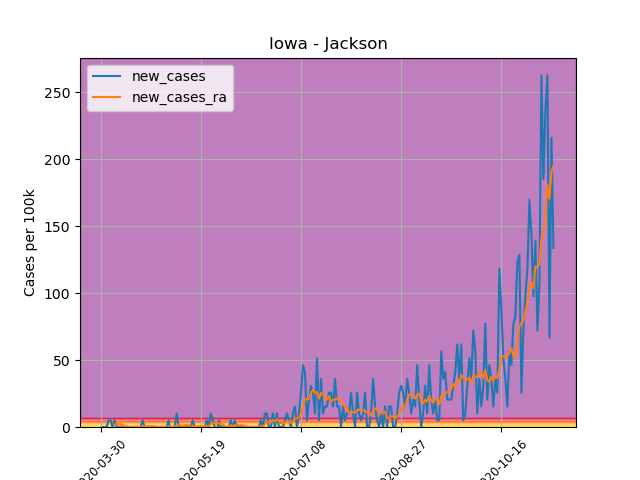 Iowa - Jackson
new_cases
new_cases_ra
Cases per 100k
250
200
150
100
50
0
020-03-30
020-05-19
020-07-08
020-08-27
020-10-16